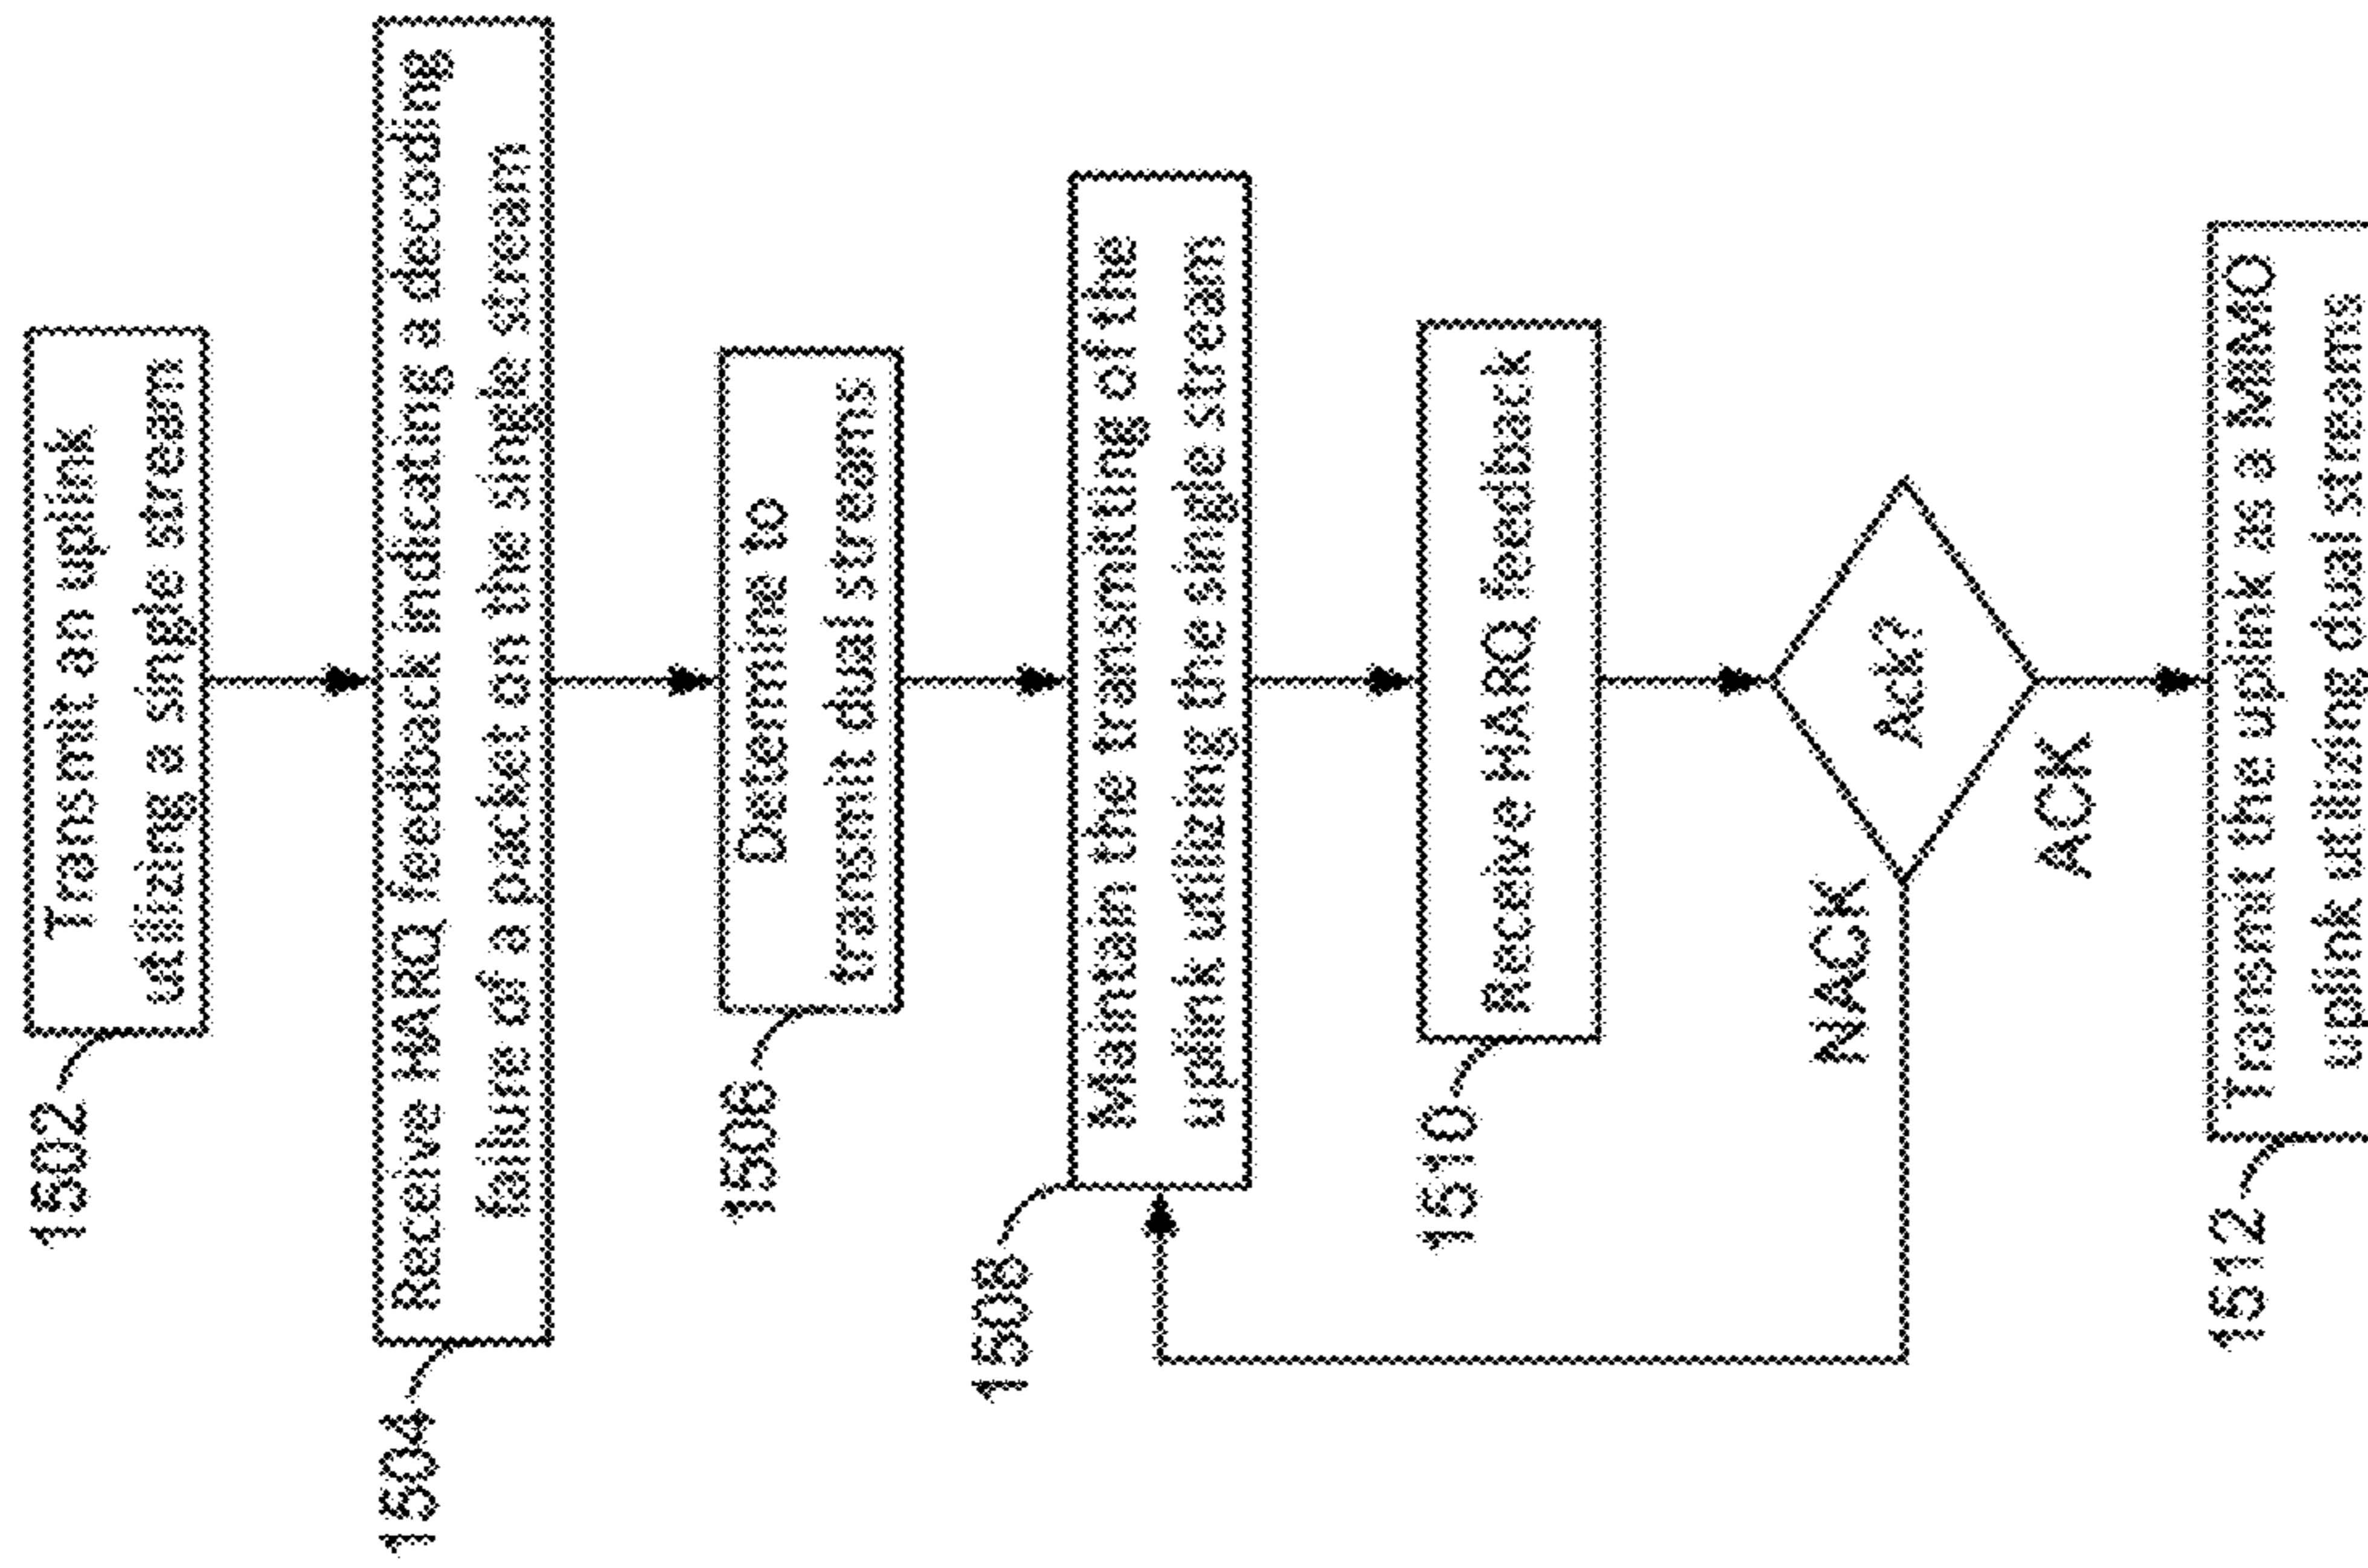 1502
Transmit an uplink
utilizing a single stream
1504
Receive HARQ feedback indicating a decoding
failure of a packet on the single stream
1506
Determine to
transmit dual streams
1508
Maintain the transmitting of the
uplink utilizing the single stream
1510
Receive HARQ feedback
Ack?
NACK
ACK
1512
Transmit the uplink as a MIMO
uplink utilizing dual streams